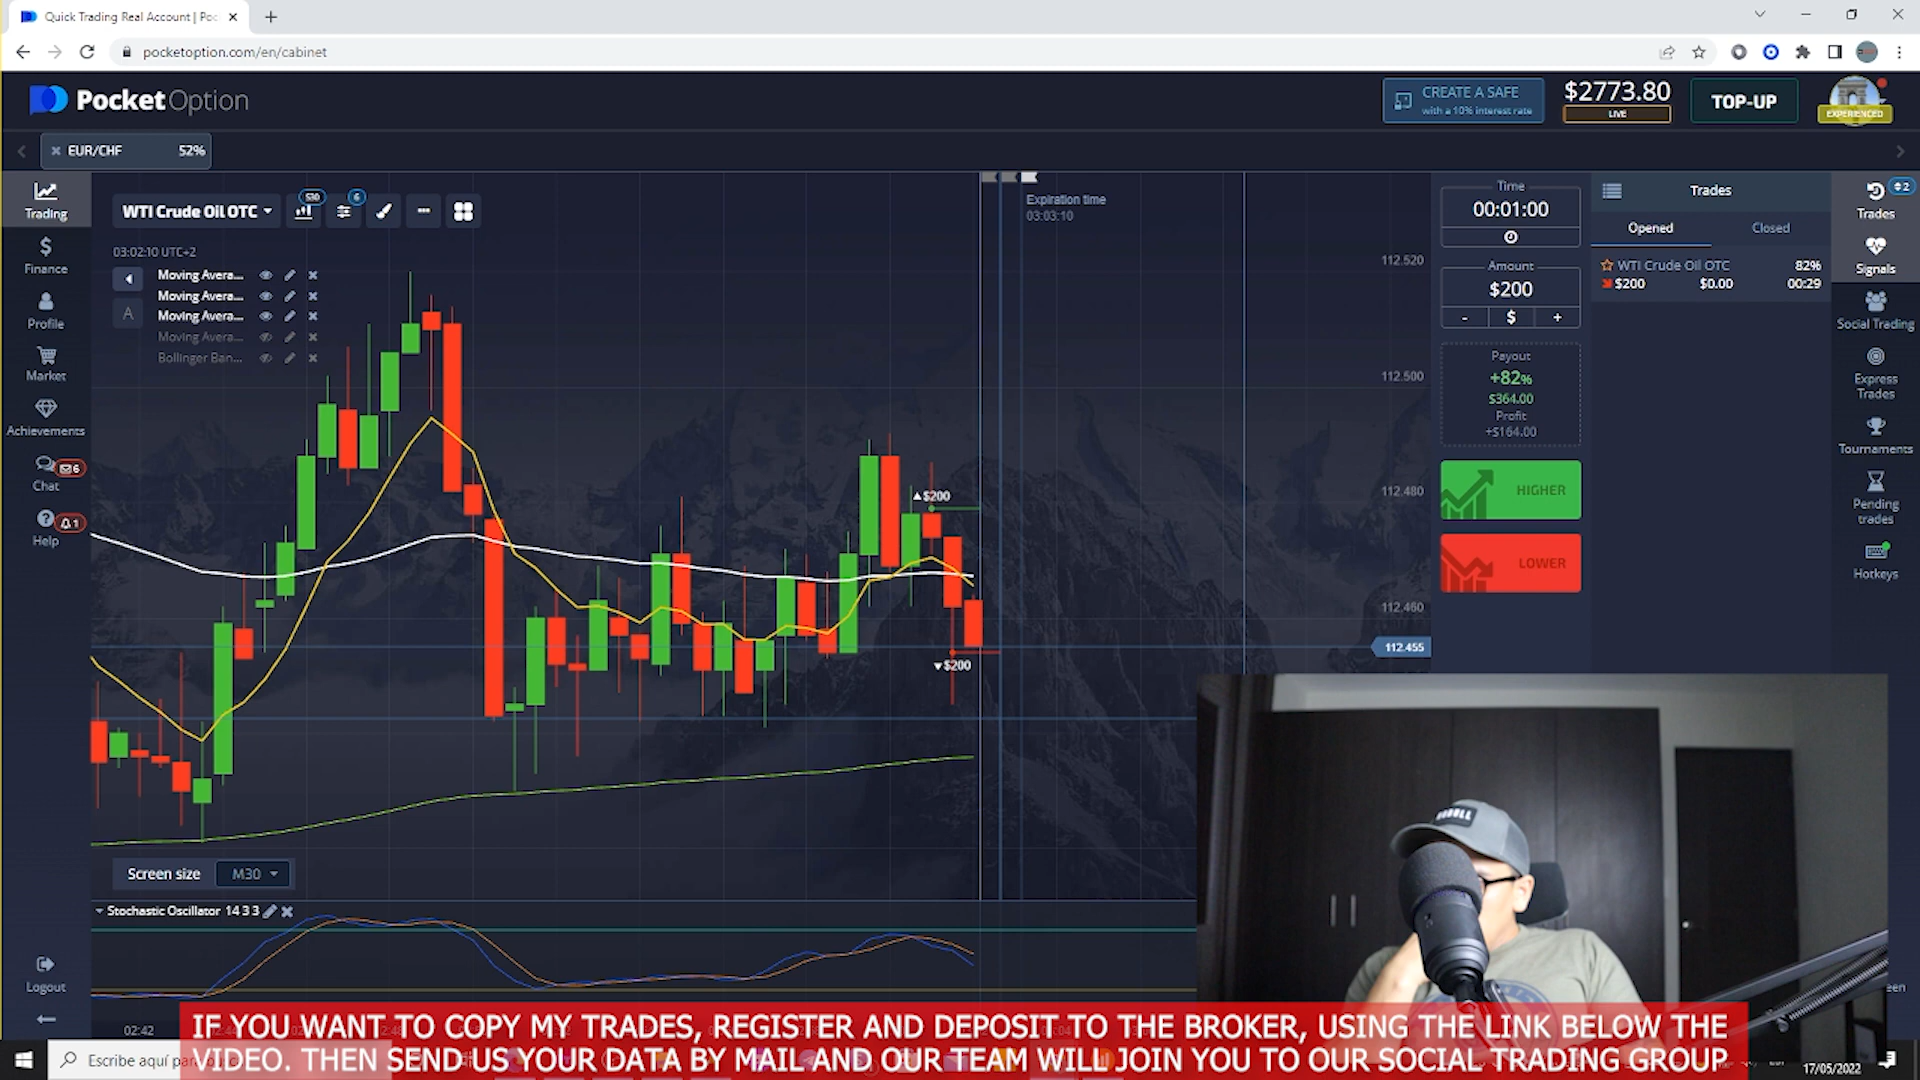 Quick Trading Real Account | Poc
pocketoption.com/en/cabinet
PocketOption
CREATE A SAFE
with a 10% interest rate
$2773.80
LIVE
TOP-UP
EXPERIENCED
EUR/CHF 52%
Trading
Finance
Profile
Market
Achievements
6
Chat
1
Help
Logout
WTI Crude Oil OTC
S30
6
03:02:10 UTC+2
Moving Avera...
Moving Avera...
Moving Avera...
Moving Avera...
Bollinger Ban...
A
Expiration time
03:03:10
112.520
112.500
112.480
112.460
112.455
$200
$200
Screen size M30
Stochastic Oscillator 14 3 3
02:42
Time
00:01:00
Amount
$200
- $ +
Payout
+82%
$364.00
Profit
+$164.00
HIGHER
LOWER
Trades
Opened Closed
WTI Crude Oil OTC 82%
$200 $0.00 00:29
2
Trades
Signals
Social Trading
Express
Trades
Tournaments
Pending
trades
Hotkeys
IF YOU WANT TO COPY MY TRADES, REGISTER AND DEPOSIT TO THE BROKER, USING THE LINK BELOW THE
VIDEO. THEN SEND US YOUR DATA BY MAIL AND OUR TEAM WILL JOIN YOU TO OUR SOCIAL TRADING GROUP
Escribe aquí
17/05/2022